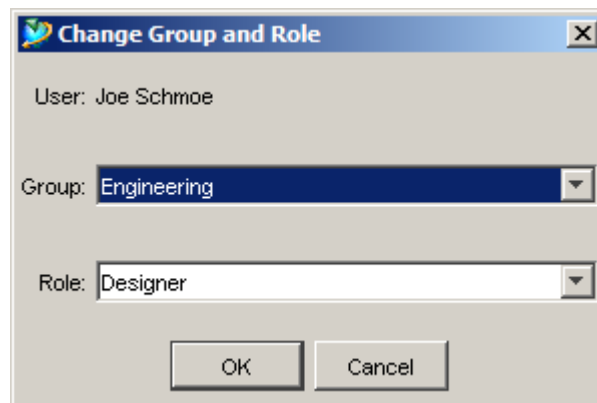 Change Group and Role
User: Joe Schmoe
Group: Engineering
Role: Designer
OK Cancel